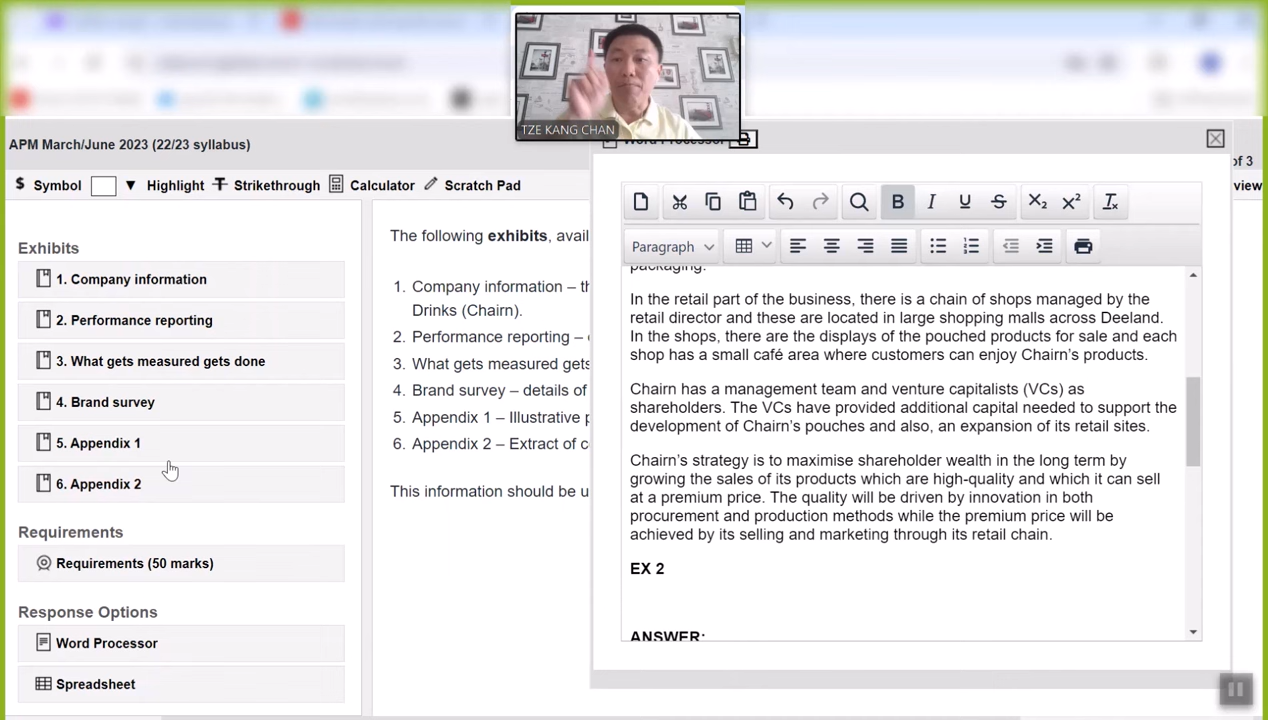 TZE KANG CHAN
APM March/June 2023 (22/23 syllabus)
of 3
Symbol
Highlight
Strikethrough
Calculator
Scratch Pad
view
Exhibits
1. Company information
2. Performance reporting
3. What gets measured gets done
4. Brand survey
5. Appendix 1
6. Appendix 2
Requirements
Requirements (50 marks)
Response Options
Word Processor
Spreadsheet
The following exhibits, avail
1. Company information – th
Drinks (Chairn).
2. Performance reporting –
3. What gets measured gets
4. Brand survey – details of
5. Appendix 1 – Illustrative p
6. Appendix 2 – Extract of c
This information should be u
Word Processor
Paragraph
packaging.
In the retail part of the business, there is a chain of shops managed by the
retail director and these are located in large shopping malls across Deeland.
In the shops, there are the displays of the pouched products for sale and each
shop has a small café area where customers can enjoy Chairn's products.
Chairn has a management team and venture capitalists (VCs) as
shareholders. The VCs have provided additional capital needed to support the
development of Chairn's pouches and also, an expansion of its retail sites.
Chairn's strategy is to maximise shareholder wealth in the long term by
growing the sales of its products which are high-quality and which it can sell
at a premium price. The quality will be driven by innovation in both
procurement and production methods while the premium price will be
achieved by its selling and marketing through its retail chain.
EX 2
ANSWER: